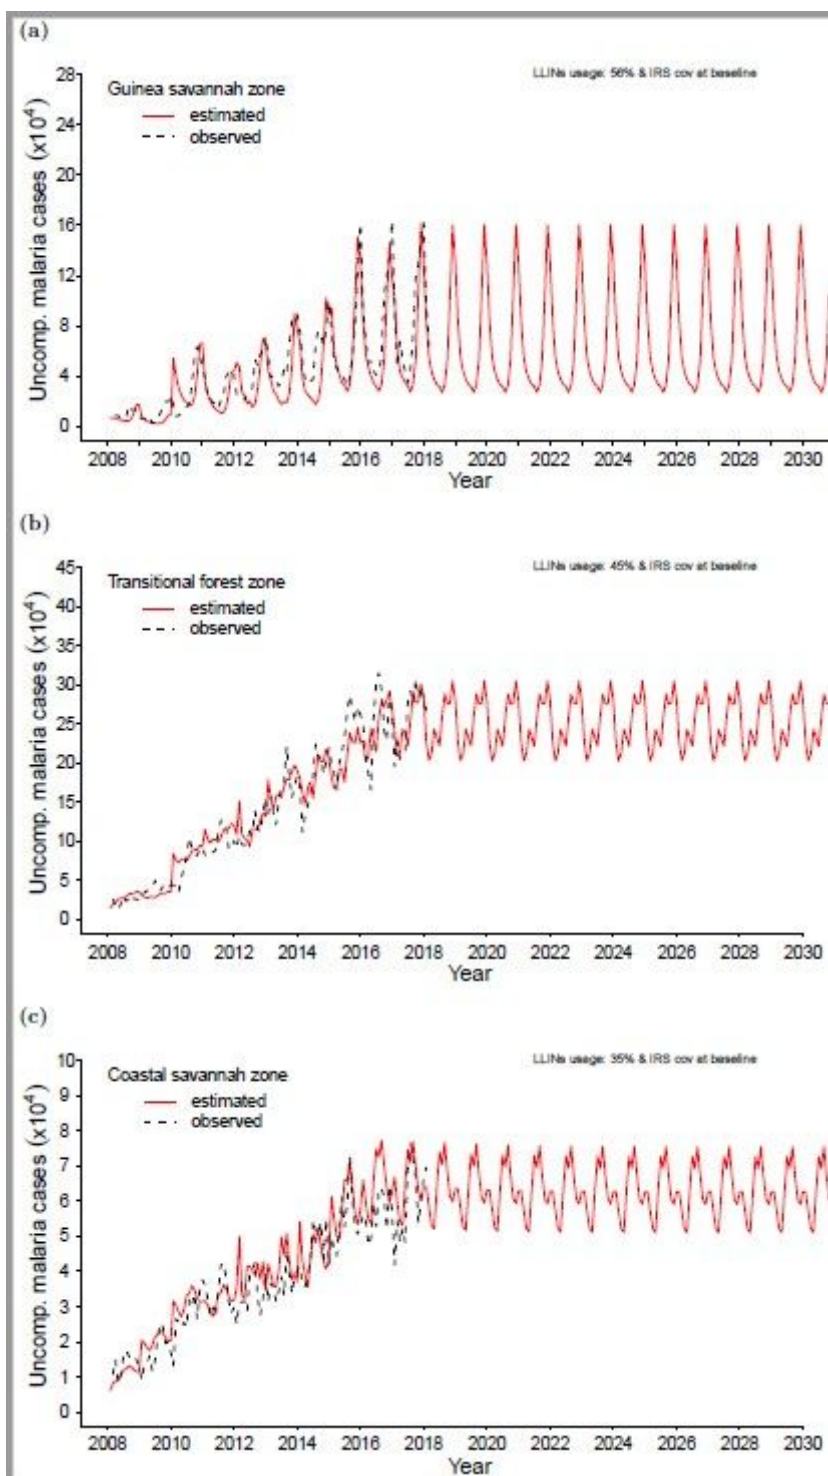 (a)
LLINs usage: 56% & IRS cov at baseline
Guinea savannah zone
estimated
observed
Uncomp. malaria cases (x10⁴)
28
24
20
16
12
8
4
0
2008 2010 2012 2014 2016 2018 2020 2022 2024 2026 2028 2030
Year
(b)
LLINs usage: 45% & IRS cov at baseline
Transitional forest zone
estimated
observed
Uncomp. malaria cases (x10⁴)
45
40
35
30
25
20
15
10
5
0
2008 2010 2012 2014 2016 2018 2020 2022 2024 2026 2028 2030
Year
(c)
LLINs usage: 35% & IRS cov at baseline
Coastal savannah zone
estimated
observed
Uncomp. malaria cases (x10⁴)
10
9
8
7
6
5
4
3
2
1
0
2008 2010 2012 2014 2016 2018 2020 2022 2024 2026 2028 2030
Year